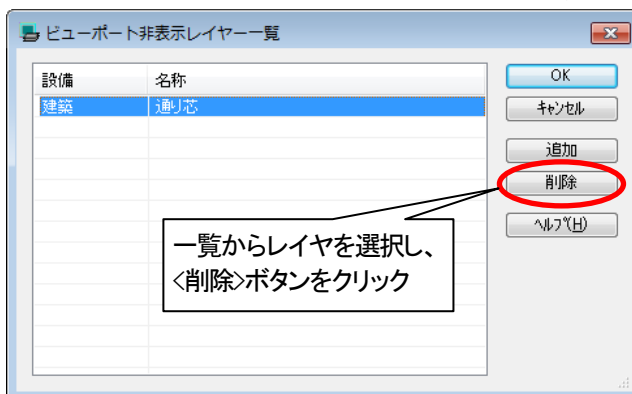 ビューポート非表示レイヤー一覧
設備 名称
建築 通り芯
OK
キャンセル
追加
削除
ヘルプ(H)
一覧からレイヤを選択し、
<削除>ボタンをクリック